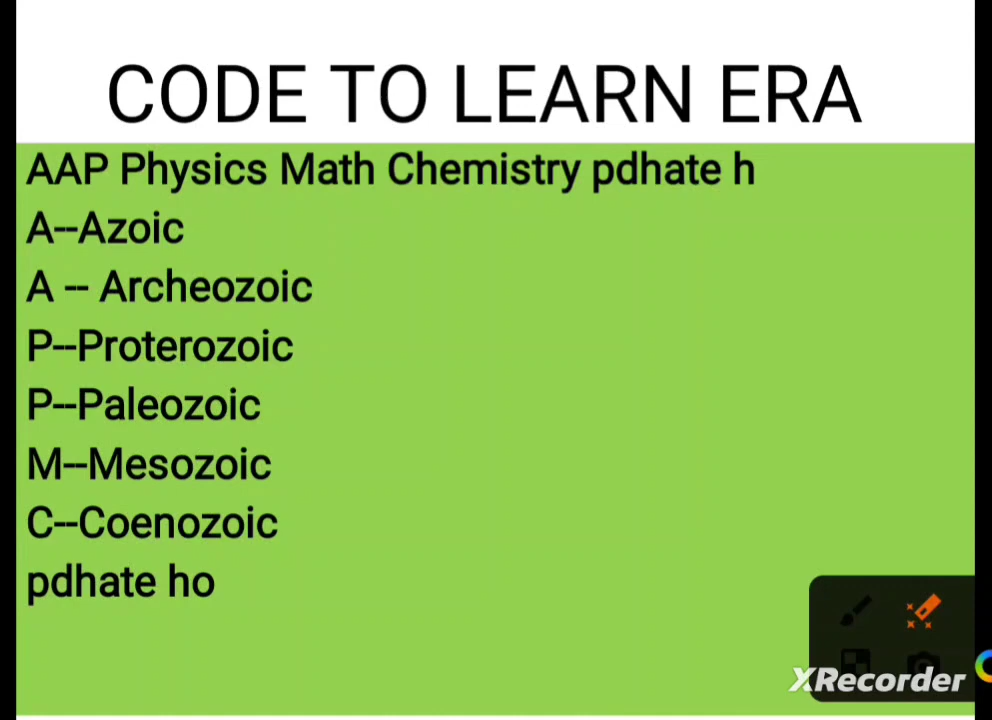 CODE TO LEARN ERA
AAP Physics Math Chemistry pdhate h
A--Azoic
A -- Archeozoic
P--Proterozoic
P--Paleozoic
M--Mesozoic
C--Coenozoic
pdhate ho
XRecorder